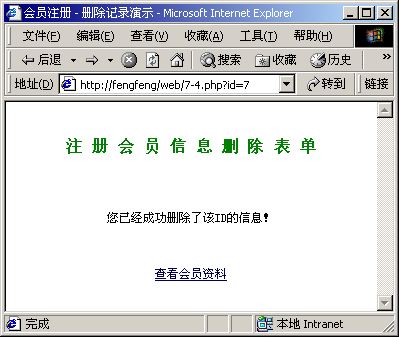 会员注册 - 删除记录演示 - Microsoft Internet Explorer
文件(F) 编辑(E) 查看(V) 收藏(A) 工具(T) 帮助(H)
后退 搜索 收藏 历史 »
地址(D) http://fengfeng/web/7-4.php?id=7 转到 链接
注 册 会 员 信 息 删 除 表 单
您已经成功删除了该ID的信息!
查看会员资料
完成 本地 Intranet